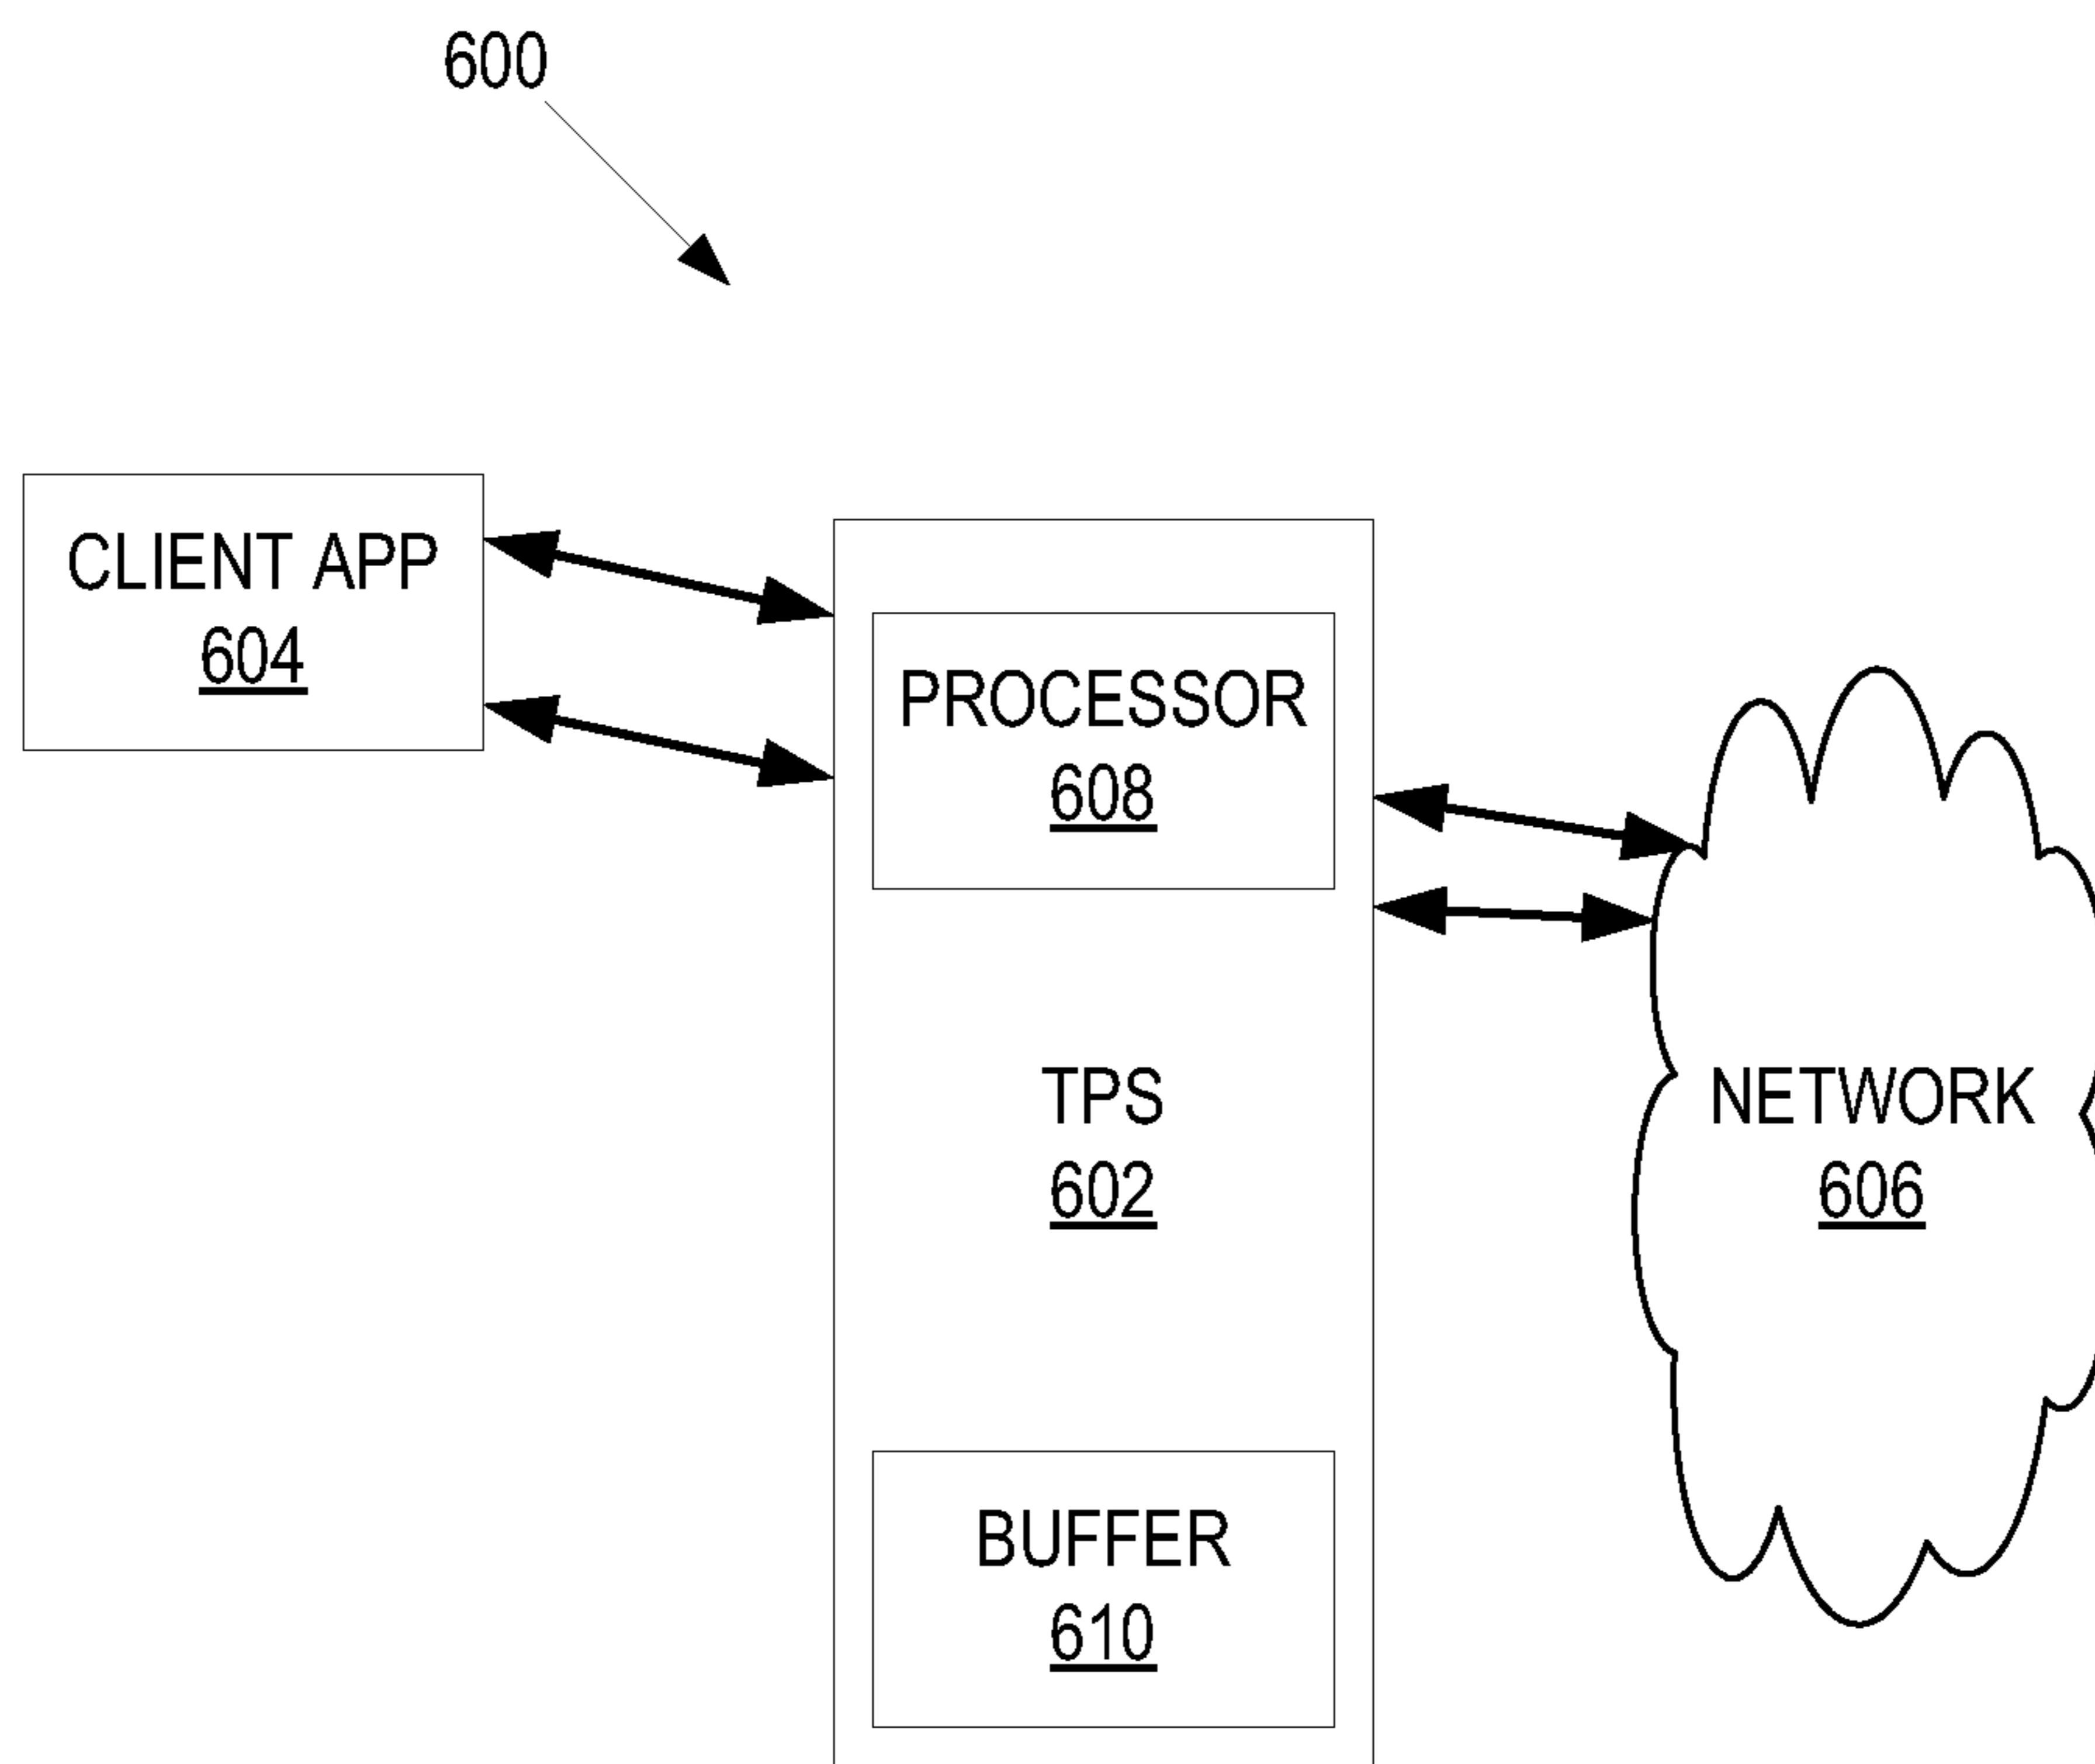 600
CLIENT APP
604
PROCESSOR
608
TPS
602
NETWORK
606
BUFFER
610